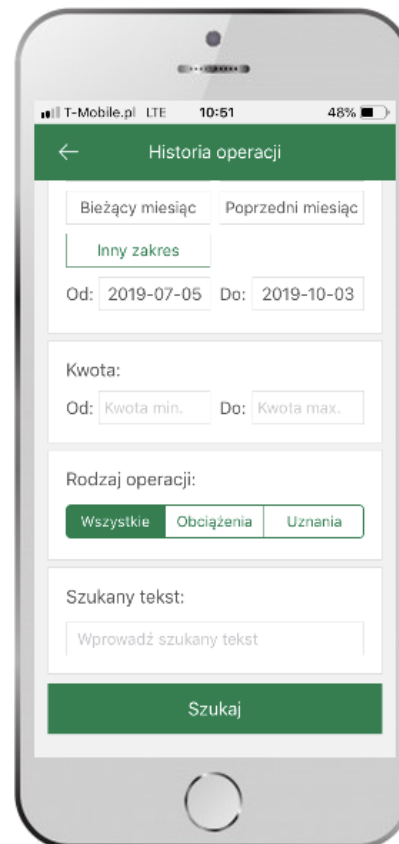 T-Mobile.pl LTE 10:51 48%
Historia operacji
Bieżący miesiąc Poprzedni miesiąc
Inny zakres
Od: 2019-07-05 Do: 2019-10-03
Kwota:
Od: Kwota min. Do: Kwota max.
Rodzaj operacji:
Wszystkie Obciążenia Uznania
Szukany tekst:
Wprowadź szukany tekst
Szukaj